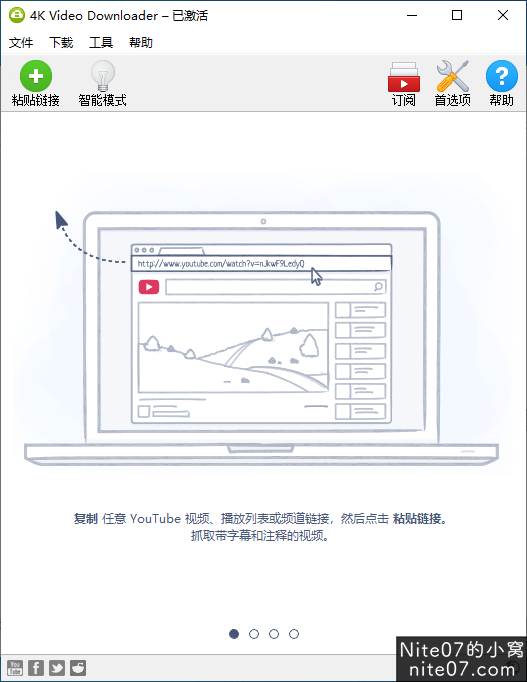 4K Video Downloader – 已激活
文件 下载 工具 帮助
粘贴链接 智能模式 订阅 首选项 帮助
http://www.youtube.com/watch?v=nJkwF9LedyQ
复制 任意 YouTube 视频、播放列表或频道链接，然后点击 粘贴链接。
抓取带字幕和注释的视频。
You Tube
Nite07的小窝
nite07.com